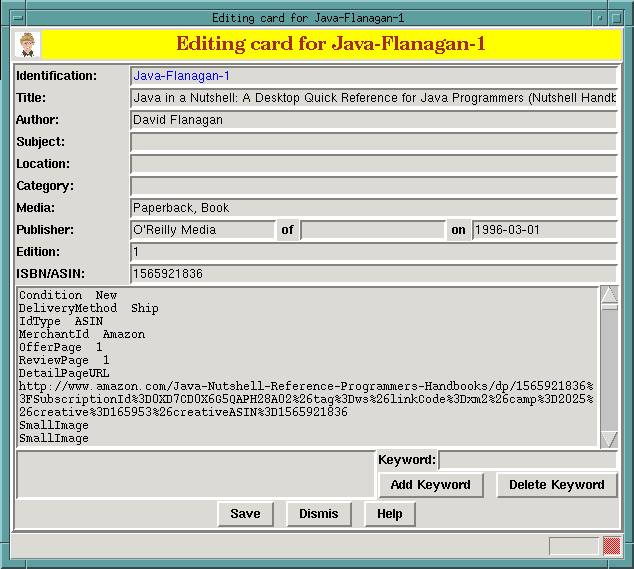 Editing card for Java-Flanagan-1
Editing card for Java-Flanagan-1
Identification: Java-Flanagan-1
Title: Java in a Nutshell: A Desktop Quick Reference for Java Programmers (Nutshell Handb
Author: David Flanagan
Subject:
Location:
Category:
Media: Paperback, Book
Publisher: O'Reilly Media of on 1996-03-01
Edition: 1
ISBN/ASIN: 1565921836
Condition New
DeliveryMethod Ship
IdType ASIN
MerchantId Amazon
OfferPage 1
ReviewPage 1
DetailPageURL
http://www.amazon.com/Java-Nutshell-Reference-Programmers-Handbooks/dp/1565921836%
3FSubscriptionId%3D0XD7CD0X6G5QAPH28A02%26tag%3Dws%26linkCode%3Dxm2%26camp%3D2025%
26creative%3D165953%26creativeASIN%3D1565921836
SmallImage
SmallImage
Keyword:
Add Keyword Delete Keyword
Save Dismis Help